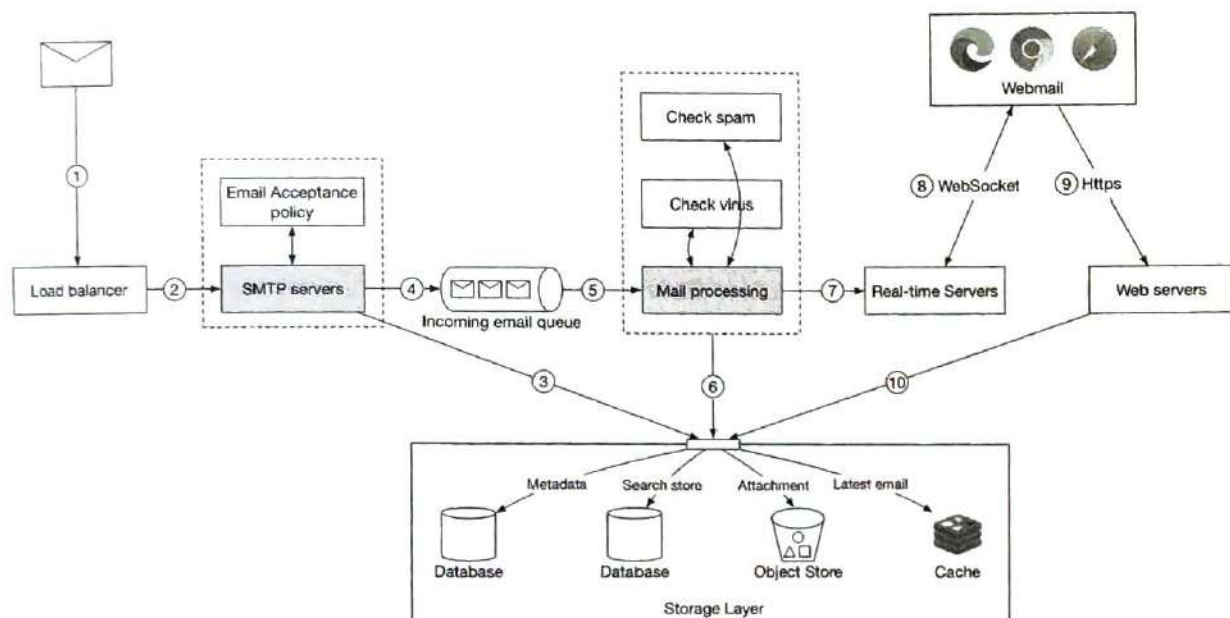 Webmail
Check spam
1
8 WebSocket
9 Https
Email Acceptance
policy
Check virus
Load balancer
2
SMTP servers
4
Incoming email queue
5
Mail processing
7
Real-time Servers
Web servers
3
6
10
Metadata
Search store
Attachment
Latest email
Database
Database
Object Store
Cache
Storage Layer